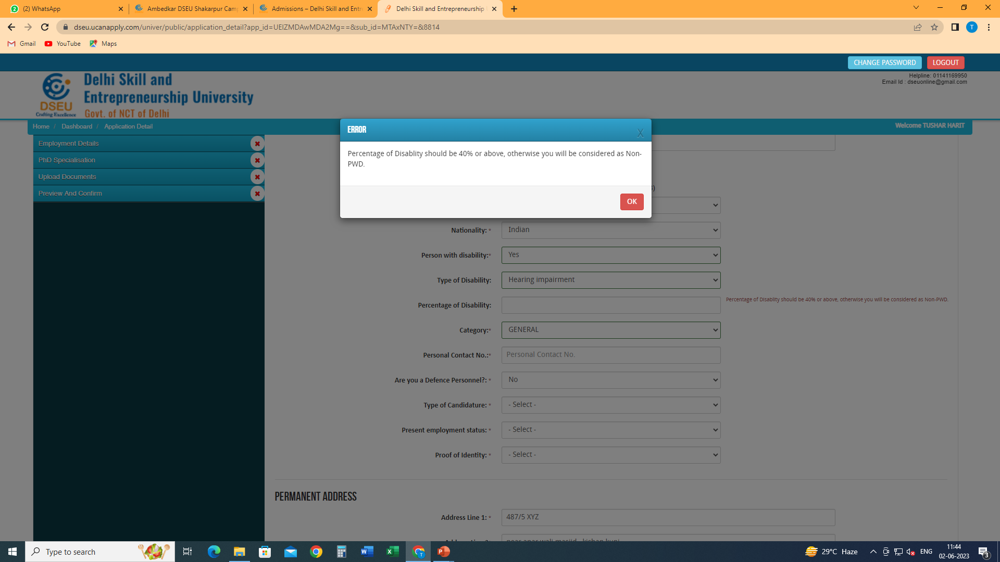 (2) WhatsApp
Ambedkar DSEU Shakarpur Camp
Admissions – Delhi Skill and Entre
Delhi Skill and Entrepreneurship
dseu.ucanapply.com/univer/public/application_detail?app_id=UEIZMDAwMDA2Mg==&sub_id=MTAxNTY=&8814
T
Gmail
YouTube
Maps
CHANGE PASSWORD
LOGOUT
Helpline: 01141169950
Email Id : dseuonline@gmail.com
DSEU
Crafting Excellence
Delhi Skill and
Entrepreneurship University
Govt. of NCT of Delhi
Home / Dashboard / Application Detail
Welcome TUSHAR HARIT
Employment Details
PhD Specialisation
Upload Documents
Preview And Confirm
ERROR
X
Percentage of Disablity should be 40% or above, otherwise you will be considered as Non-
PWD.
OK
Nationality: *
Indian
Person with disability:*
Yes
Type of Disability:
Hearing impairment
Percentage of Disability:
Percentage of Disablity should be 40% or above, otherwise you will be considered as Non-PWD.
Category:*
GENERAL
Personal Contact No.:*
Personal Contact No.
Are you a Defence Personnel?: *
No
Type of Candidature: *
- Select -
Present employment status: *
- Select -
Proof of Identity: *
- Select -
PERMANENT ADDRESS
Address Line 1: *
487/5 XYZ
Type to search
29°C Haze
ENG
11:44
02-06-2023
3